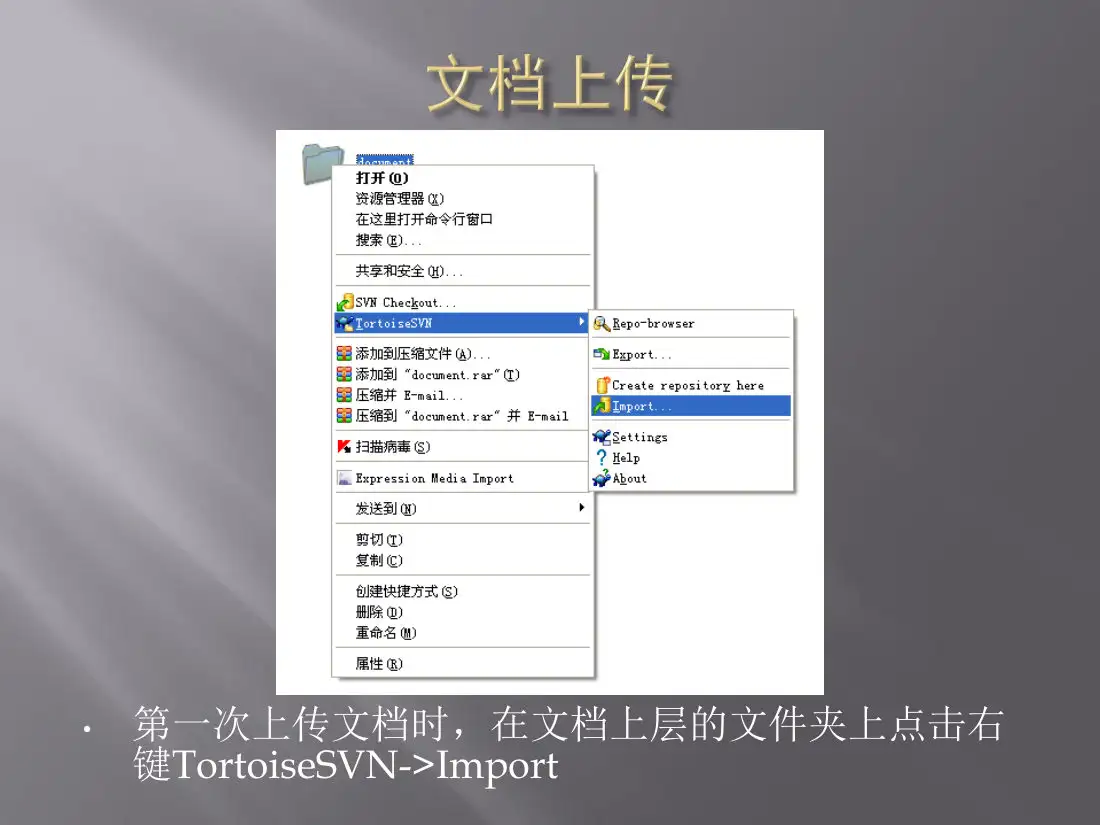 文档上传
document
打开(O)
资源管理器(X)
在这里打开命令行窗口
搜索(E)...
共享和安全(H)...
SVN Checkout...
TortoiseSVN
添加到压缩文件(A)...
添加到 "document.rar"(T)
压缩并 E-mail...
压缩到 "document.rar" 并 E-mail
扫描病毒(S)
Expression Media Import
发送到(N)
剪切(T)
复制(C)
创建快捷方式(S)
删除(D)
重命名(M)
属性(R)
Repo-browser
Export...
Create repository here
Import...
Settings
Help
About
• 第一次上传文档时，在文档上层的文件夹上点击右
键TortoiseSVN->Import